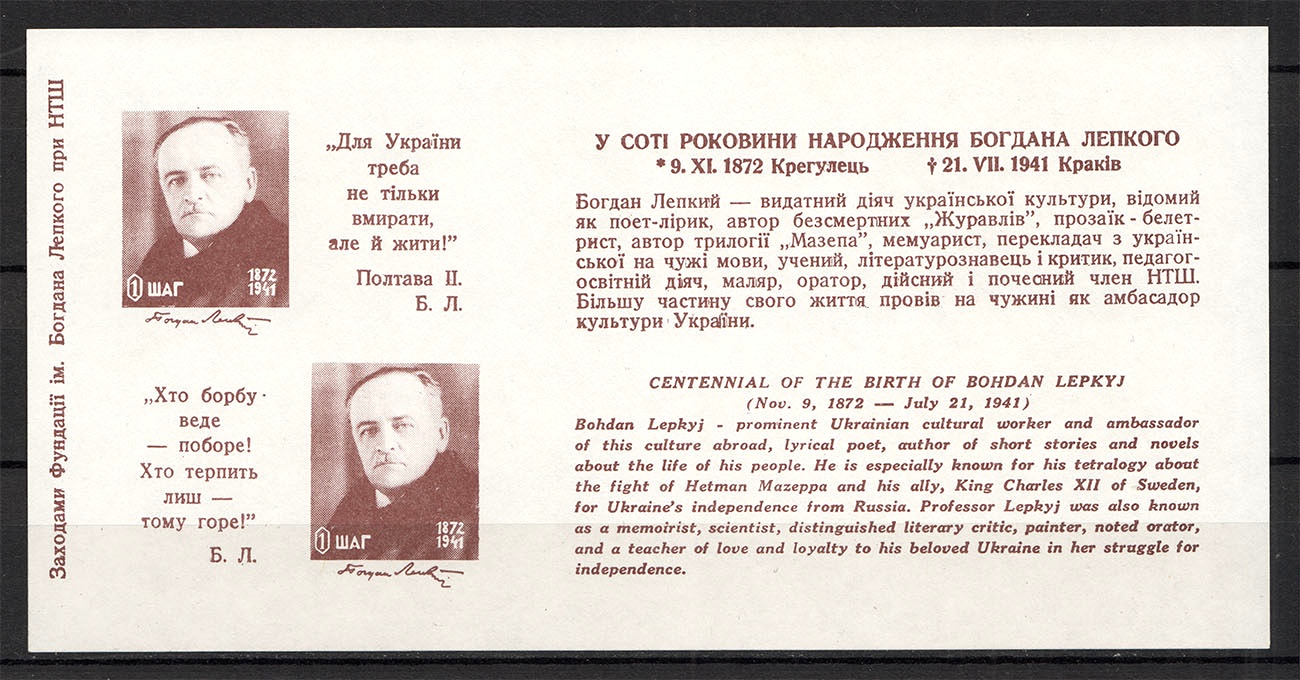 Заходами Фундації ім. Богдана Лепкого при НТШ
1 ШАГ
1872
1941
Богдан Лепкий
„Для України
треба
не тільки
вмирати,
але й жити!”
Полтава II.
Б. Л.
„Хто борбу
веде
— поборе!
Хто терпить
лиш —
тому горе!”
Б. Л.
1 ШАГ
1872
1941
Богдан Лепкий
У СОТІ РОКОВИНИ НАРОДЖЕННЯ БОГДАНА ЛЕПКОГО
* 9. XI. 1872 Крегулець † 21. VII. 1941 Краків
Богдан Лепкий — видатний діяч української культури, відомий
як поет-лірик, автор безсмертних „Журавлів”, прозаїк - белет-
рист, автор трилогії „Мазепа”, мемуарист, перекладач з україн-
ської на чужі мови, учений, літературознавець і критик, педагог-
освітній діяч, маляр, оратор, дійсний і почесний член НТШ.
Більшу частину свого життя провів на чужині як амбасадор
культури України.
CENTENNIAL OF THE BIRTH OF BOHDAN LEPKYJ
(Nov. 9, 1872 — July 21, 1941)
Bohdan Lepkyj - prominent Ukrainian cultural worker and ambassador
of this culture abroad, lyrical poet, author of short stories and novels
about the life of his people. He is especially known for his tetralogy about
the fight of Hetman Mazeppa and his ally, King Charles XII of Sweden,
for Ukraine's independence from Russia. Professor Lepkyj was also known
as a memoirist, scientist, distinguished literary critic, painter, noted orator,
and a teacher of love and loyalty to his beloved Ukraine in her struggle for
independence.